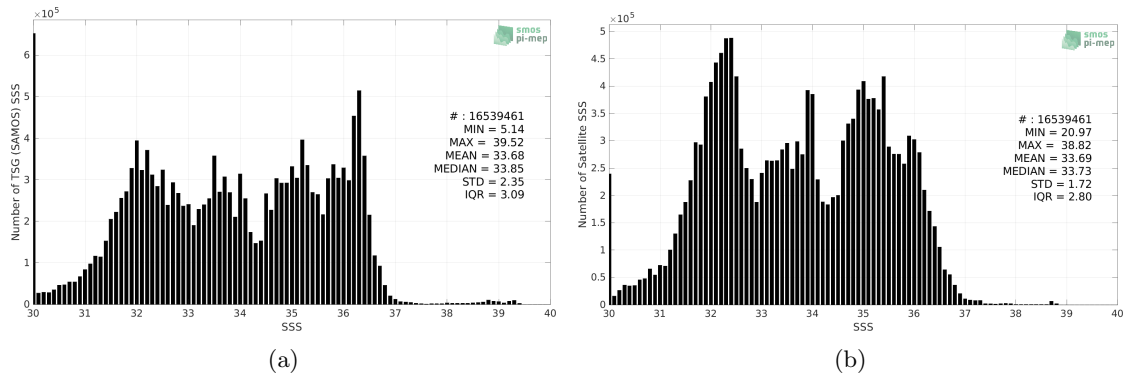 ×10⁵
6
5
4
3
2
1
0
30 31 32 33 34 35 36 37 38 39 40
SSS
Number of TSG (SAMOS) SSS
smos
pi-mep
# : 16539461
MIN = 5.14
MAX = 39.52
MEAN = 33.68
MEDIAN = 33.85
STD = 2.35
IQR = 3.09
(a)
×10⁵
5
4.5
4
3.5
3
2.5
2
1.5
1
0.5
0
30 31 32 33 34 35 36 37 38 39 40
SSS
Number of Satellite SSS
smos
pi-mep
# : 16539461
MIN = 20.97
MAX = 38.82
MEAN = 33.69
MEDIAN = 33.73
STD = 1.72
IQR = 2.80
(b)